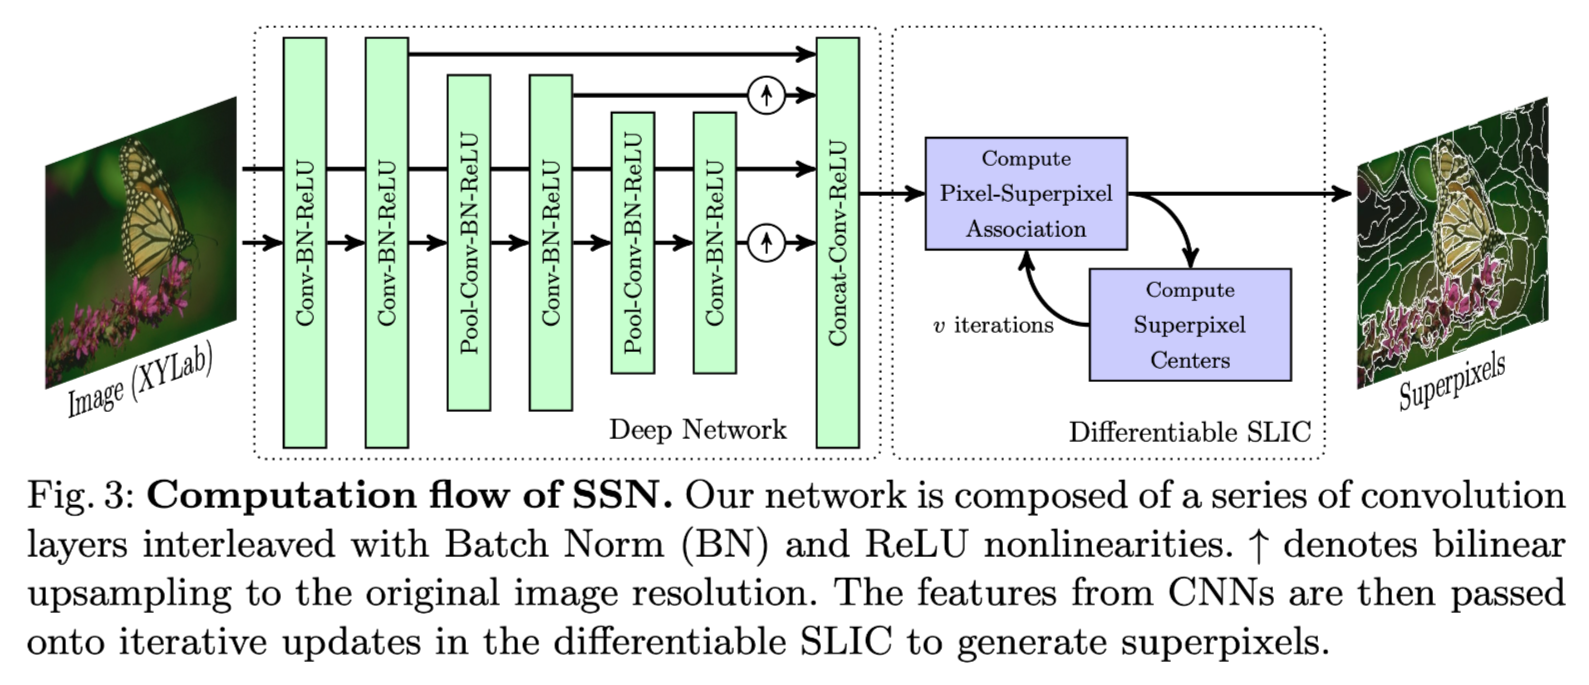 Conv-BN-ReLU
Conv-BN-ReLU
Pool-Conv-BN-ReLU
Conv-BN-ReLU
Pool-Conv-BN-ReLU
Conv-BN-ReLU
Concat-Conv-ReLU
↑
↑
Image (XYLab)
Deep Network
Compute
Pixel-Superpixel
Association
v iterations
Compute
Superpixel
Centers
Differentiable SLIC
Superpixels
Fig. 3: Computation flow of SSN. Our network is composed of a series of convolution
layers interleaved with Batch Norm (BN) and ReLU nonlinearities. ↑ denotes bilinear
upsampling to the original image resolution. The features from CNNs are then passed
onto iterative updates in the differentiable SLIC to generate superpixels.